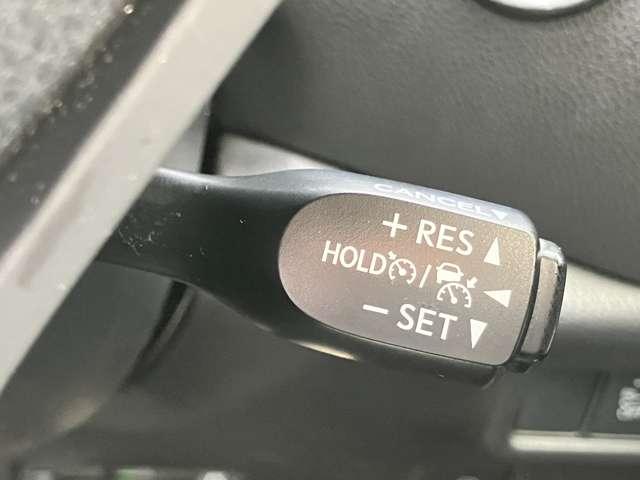 CANCEL▼
+ RES ▲
HOLD / ◀
− SET ▼